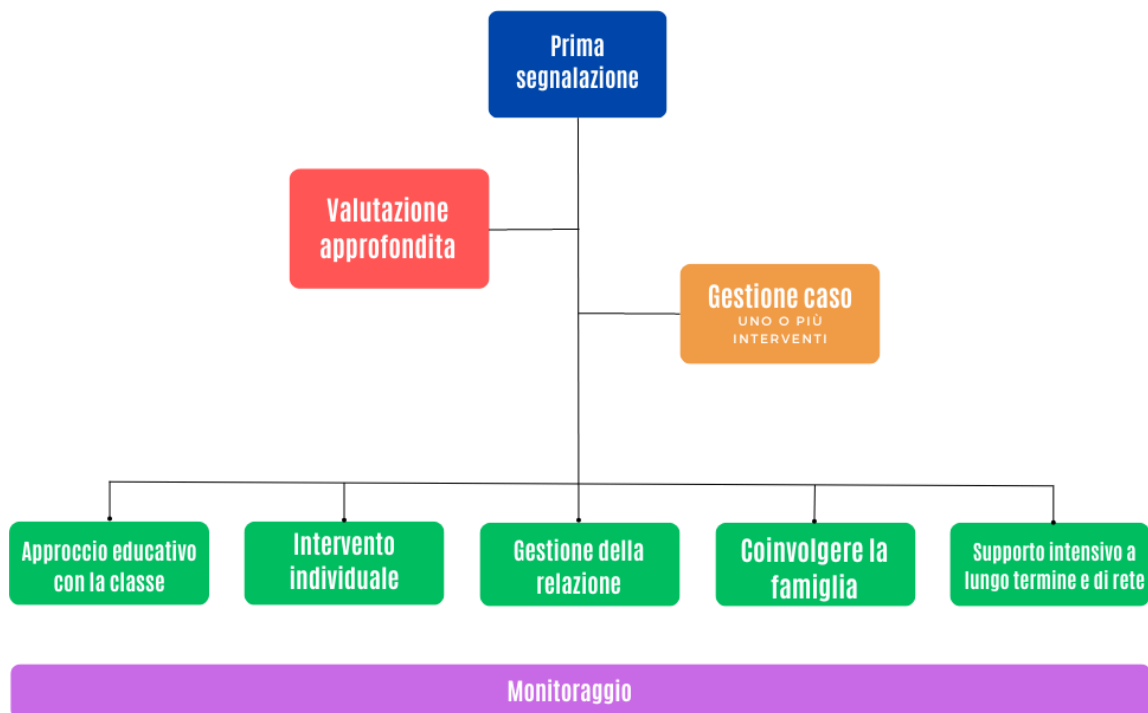 Prima
segnalazione
Valutazione
approfondita
Gestione caso
UNO O PIÙ
INTERVENTI
Approccio educativo
con la classe
Intervento
individuale
Gestione della
relazione
Coinvolgere la
famiglia
Supporto intensivo a
lungo termine e di rete
Monitoraggio